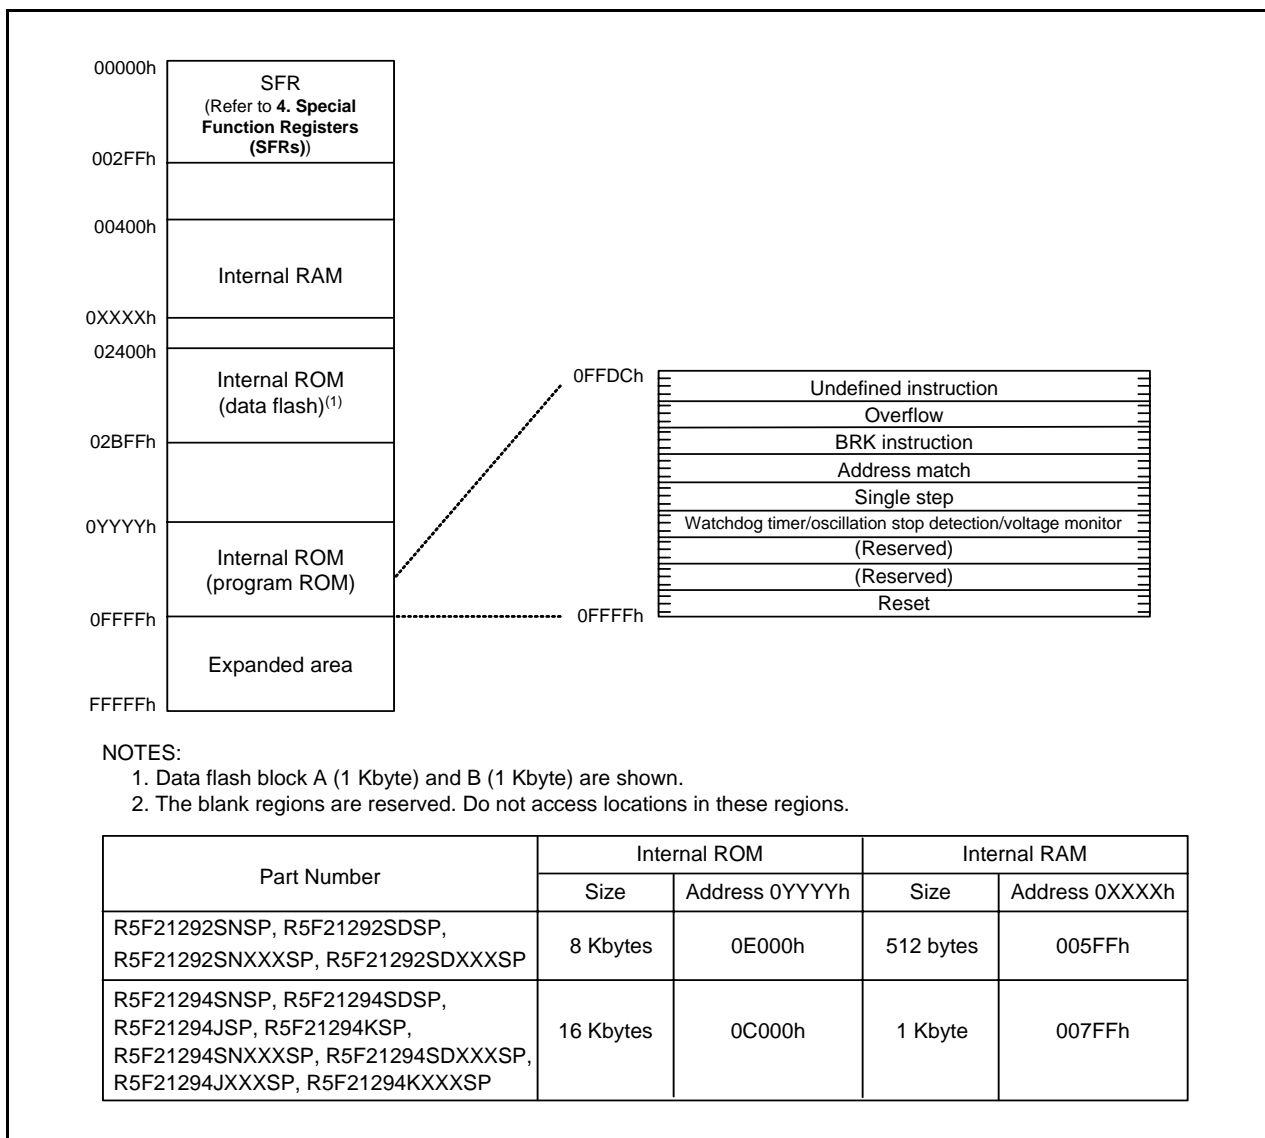 00000h
SFR
(Refer to 4. Special
Function Registers
(SFRs))
002FFh
00400h
Internal RAM
0XXXXh
02400h
Internal ROM
(data flash)(1)
02BFFh
0YYYYh
Internal ROM
(program ROM)
0FFFFh
Expanded area
FFFFFh
0FFDCh
Undefined instruction
Overflow
BRK instruction
Address match
Single step
Watchdog timer/oscillation stop detection/voltage monitor
(Reserved)
(Reserved)
Reset
0FFFFh
NOTES:
1. Data flash block A (1 Kbyte) and B (1 Kbyte) are shown.
2. The blank regions are reserved. Do not access locations in these regions.
Part Number
Internal ROM
Internal RAM
Size
Address 0YYYYh
Size
Address 0XXXXh
R5F21292SNSP, R5F21292SDSP,
R5F21292SNXXXSP, R5F21292SDXXXSP
8 Kbytes
0E000h
512 bytes
005FFh
R5F21294SNSP, R5F21294SDSP,
R5F21294JSP, R5F21294KSP,
R5F21294SNXXXSP, R5F21294SDXXXSP,
R5F21294JXXXSP, R5F21294KXXXSP
16 Kbytes
0C000h
1 Kbyte
007FFh